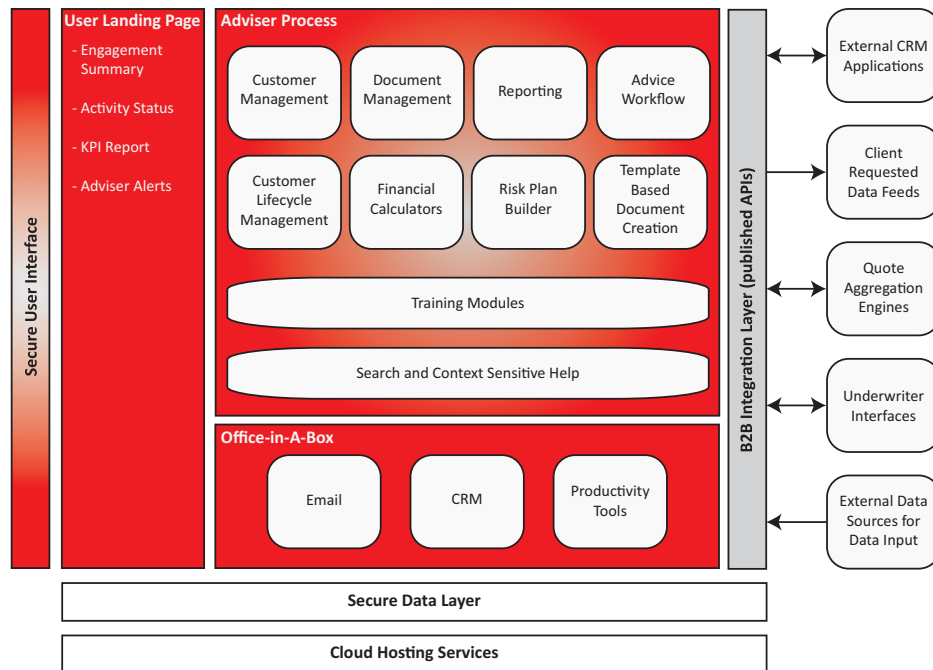 Secure User Interface
User Landing Page
- Engagement
Summary
- Activity Status
- KPI Report
- Adviser Alerts
Adviser Process
Customer
Management
Document
Management
Reporting
Advice
Workflow
Customer
Lifecycle
Management
Financial
Calculators
Risk Plan
Builder
Template
Based
Document
Creation
Training Modules
Search and Context Sensitive Help
Office-in-A-Box
Email
CRM
Productivity
Tools
B2B Integration Layer (published APIs)
External CRM
Applications
Client
Requested
Data Feeds
Quote
Aggregation
Engines
Underwriter
Interfaces
External Data
Sources for
Data Input
Secure Data Layer
Cloud Hosting Services